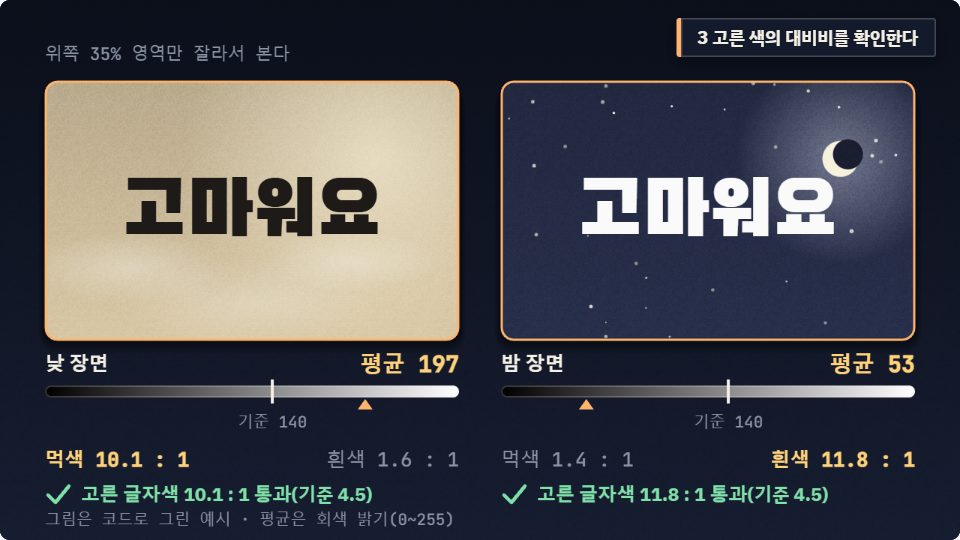 위쪽 35% 영역만 잘라서 본다
3 고른 색의 대비비를 확인한다
고마워요
고마워요
낮 장면 평균 197
밤 장면 평균 53
기준 140
기준 140
먹색 10.1 : 1 흰색 1.6 : 1
먹색 1.4 : 1 흰색 11.8 : 1
고른 글자색 10.1 : 1 통과(기준 4.5)
고른 글자색 11.8 : 1 통과(기준 4.5)
그림은 코드로 그린 예시 · 평균은 회색 밝기(0~255)